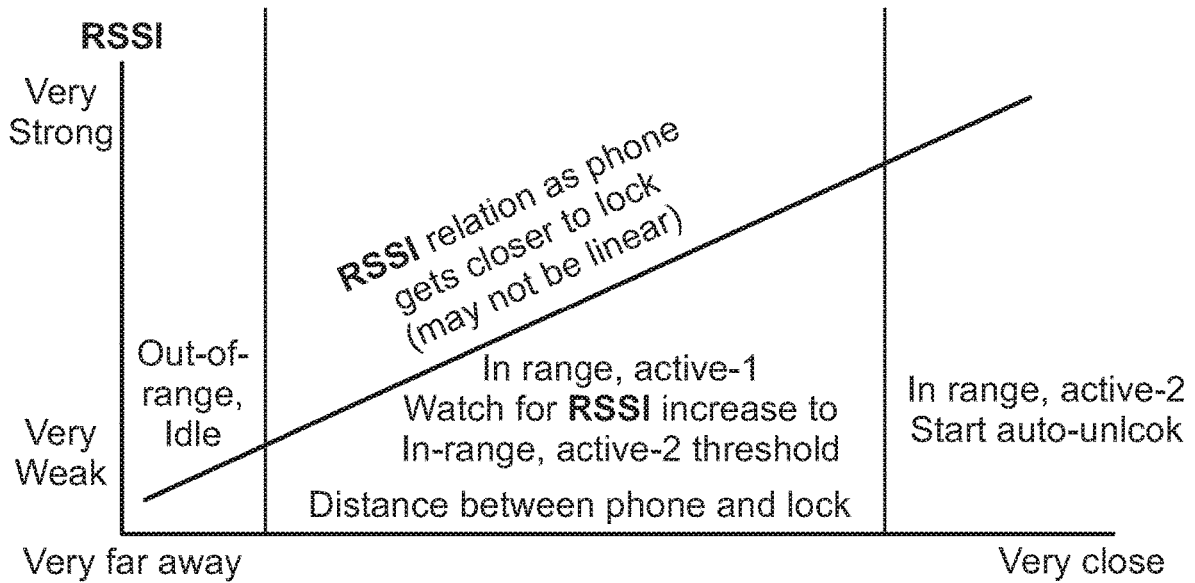 RSSI
Very
Strong
RSSI relation as phone
gets closer to lock
(may not be linear)
Out-of-
range,
Idle
In range, active-1
Watch for RSSI increase to
In-range, active-2 threshold
In range, active-2
Start auto-unlcok
Very
Weak
Distance between phone and lock
Very far away
Very close